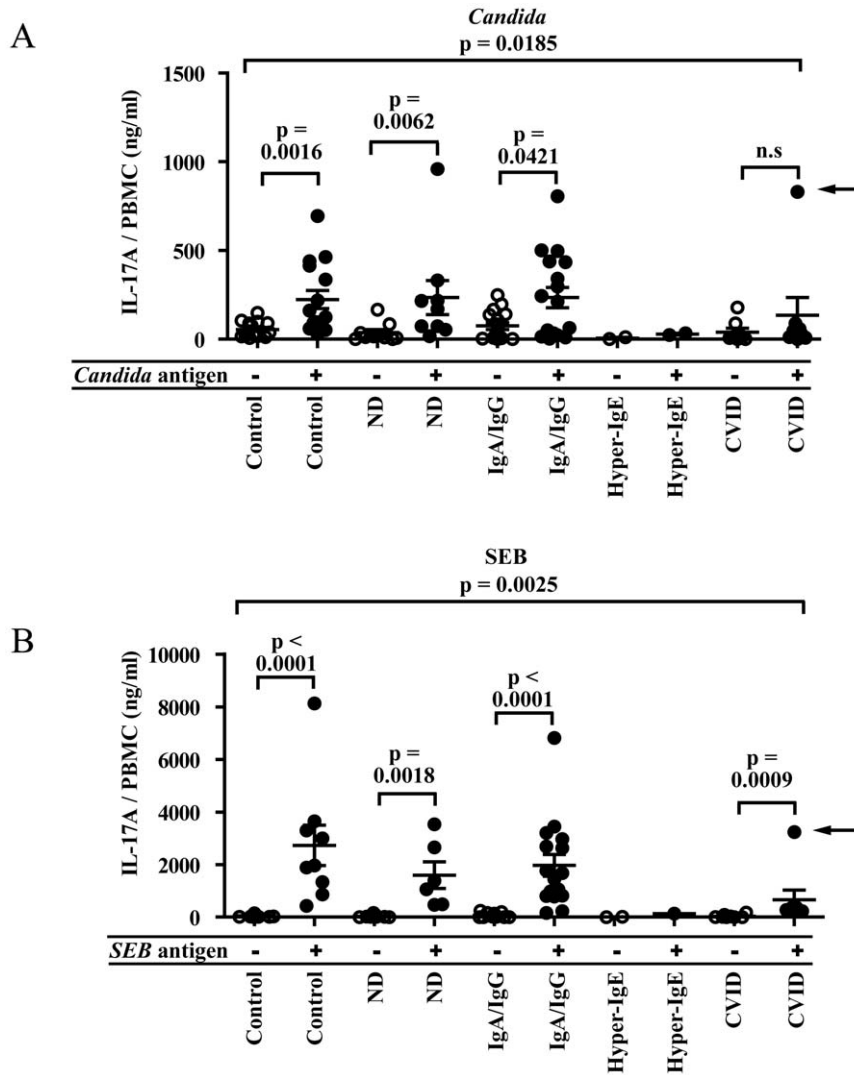 A
Candida
p = 0.0185
IL-17A / PBMC (ng/ml)
1500
1000
500
0
p =
0.0016
p =
0.0062
p =
0.0421
n.s
Candida antigen - + - + - + - + - +
Control Control ND ND IgA/IgG IgA/IgG Hyper-IgE Hyper-IgE CVID CVID
B
SEB
p = 0.0025
IL-17A / PBMC (ng/ml)
10000
8000
6000
4000
2000
0
p <
0.0001
p =
0.0018
p <
0.0001
p =
0.0009
SEB antigen - + - + - + - + - +
Control Control ND ND IgA/IgG IgA/IgG Hyper-IgE Hyper-IgE CVID CVID